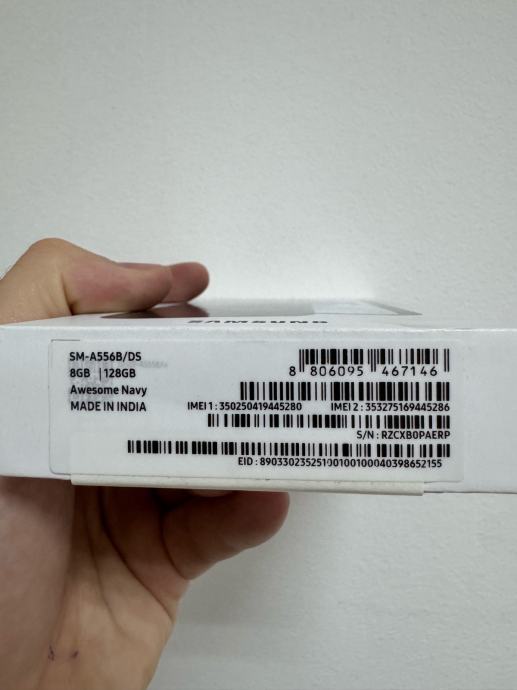 SAMSUNG
SM-A556B/DS
8GB | 128GB
Awesome Navy
MADE IN INDIA
8 806095 467146
IMEI 1 : 350250419445280
IMEI 2 : 353275169445286
S/N : RZCXB0PAERP
EID : 89033023525100100100040398652155